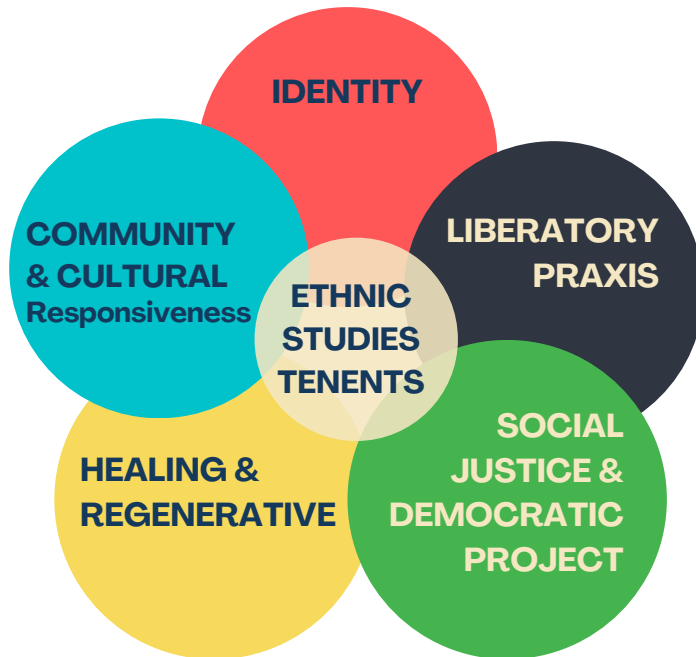 IDENTITY
COMMUNITY
& CULTURAL
Responsiveness
LIBERATORY
PRAXIS
ETHNIC
STUDIES
TENENTS
HEALING &
REGENERATIVE
SOCIAL
JUSTICE &
DEMOCRATIC
PROJECT